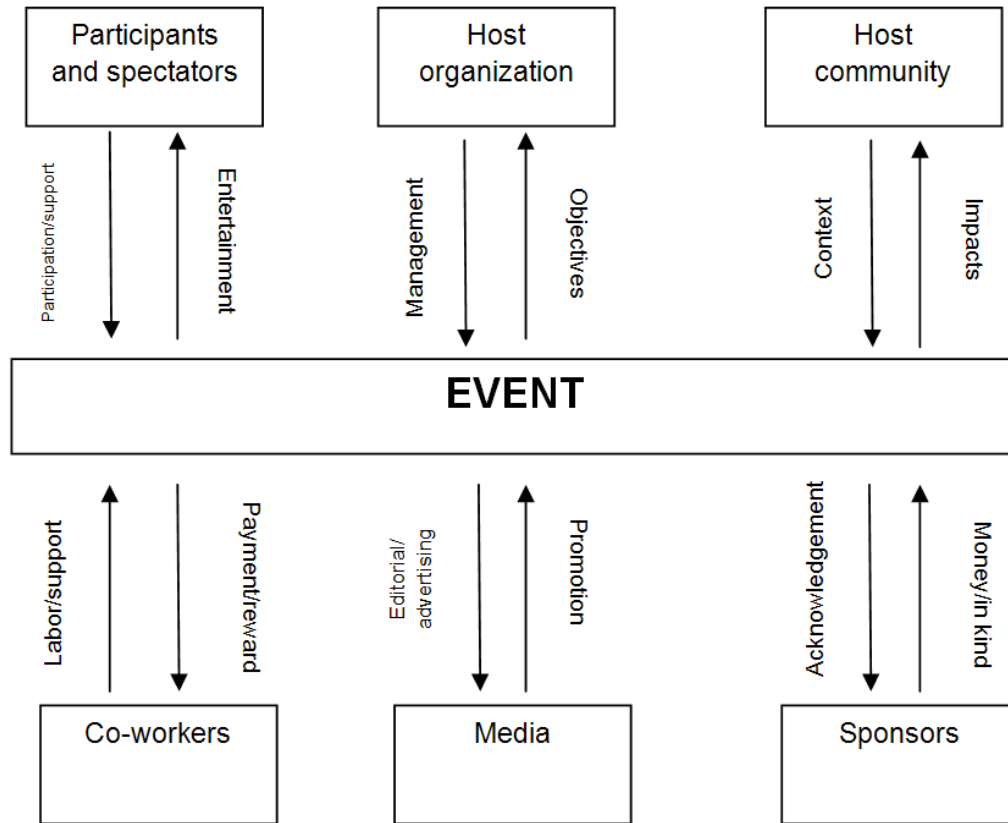 Participants
and spectators
Host
organization
Host
community
Participation/support
Entertainment
Management
Objectives
Context
Impacts
EVENT
Labor/support
Payment/reward
Editorial/
advertising
Promotion
Acknowledgement
Money/in kind
Co-workers
Media
Sponsors